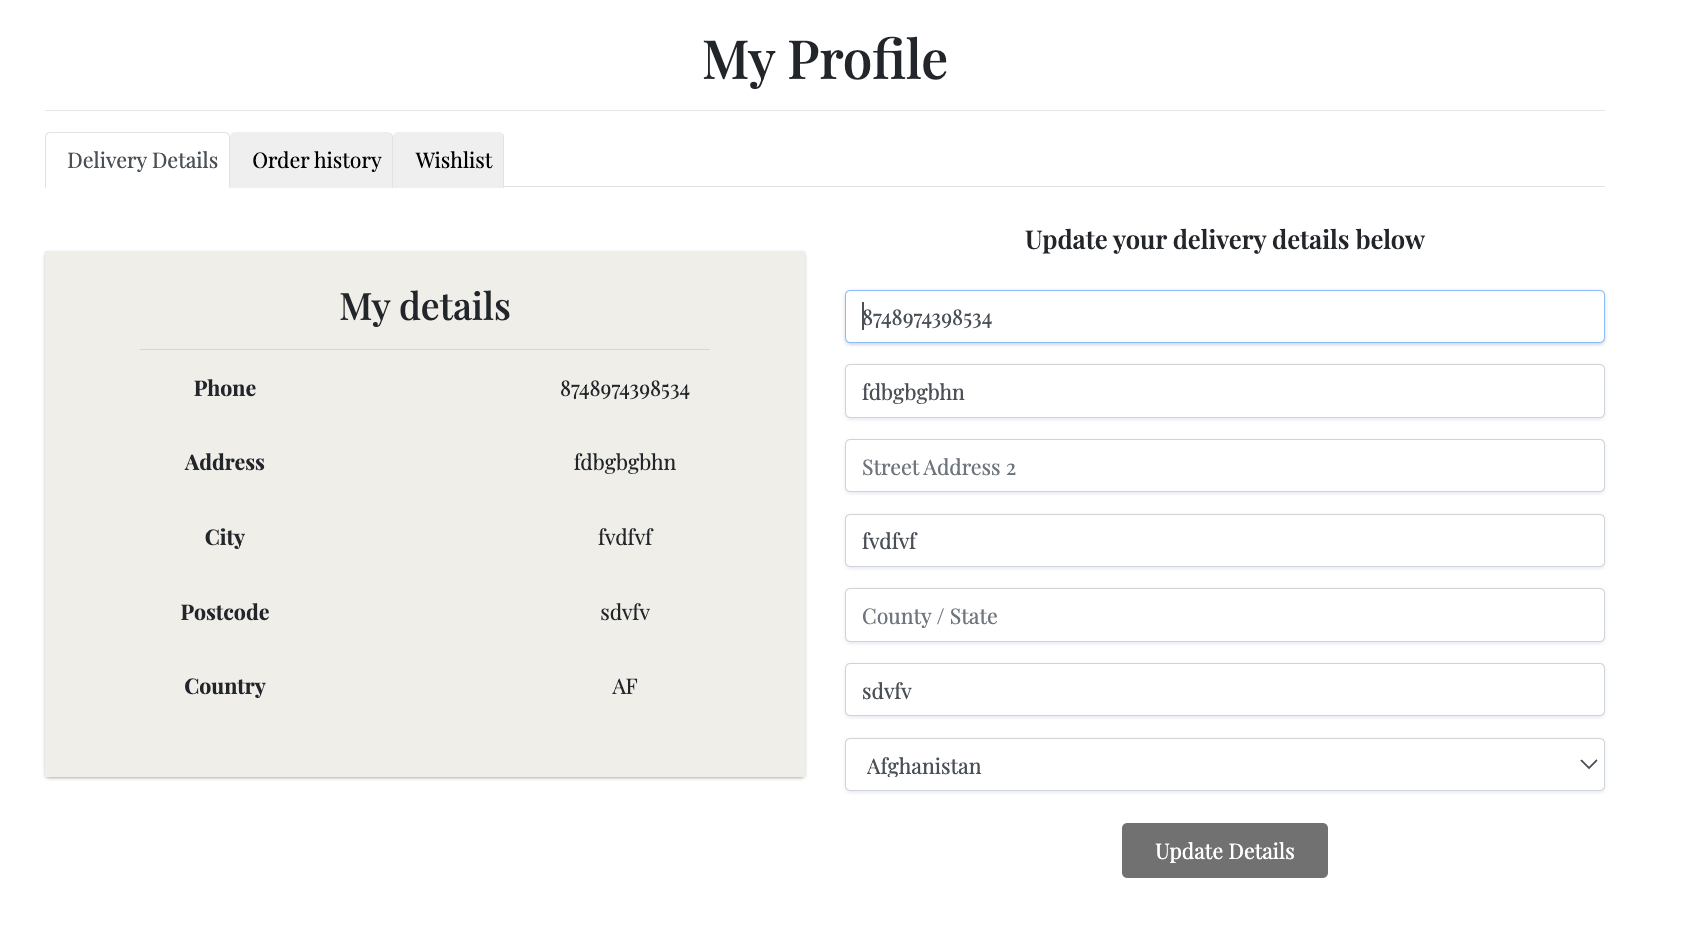 My Profile
Delivery Details Order history Wishlist
My details
Phone 8748974398534
Address fdbgbgbhn
City fvdfvf
Postcode sdvfv
Country AF
Update your delivery details below
8748974398534
fdbgbgbhn
Street Address 2
fvdfvf
County / State
sdvfv
Afghanistan
Update Details